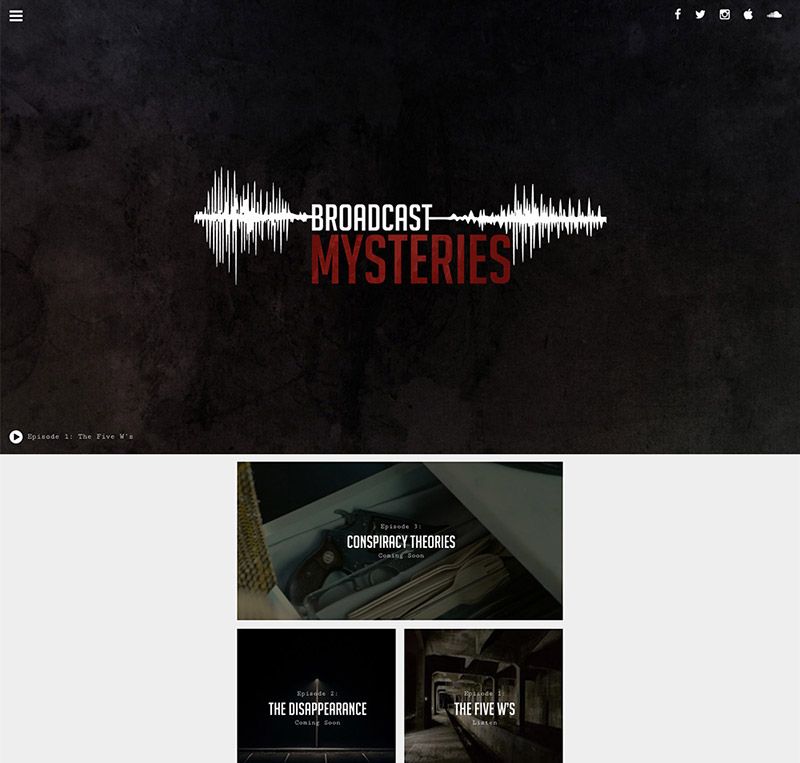 BROADCAST
MYSTERIES
Episode 1: The Five W's
Episode 3:
CONSPIRACY THEORIES
Coming Soon
Episode 2:
THE DISAPPEARANCE
Coming Soon
Episode 1:
THE FIVE W'S
Listen